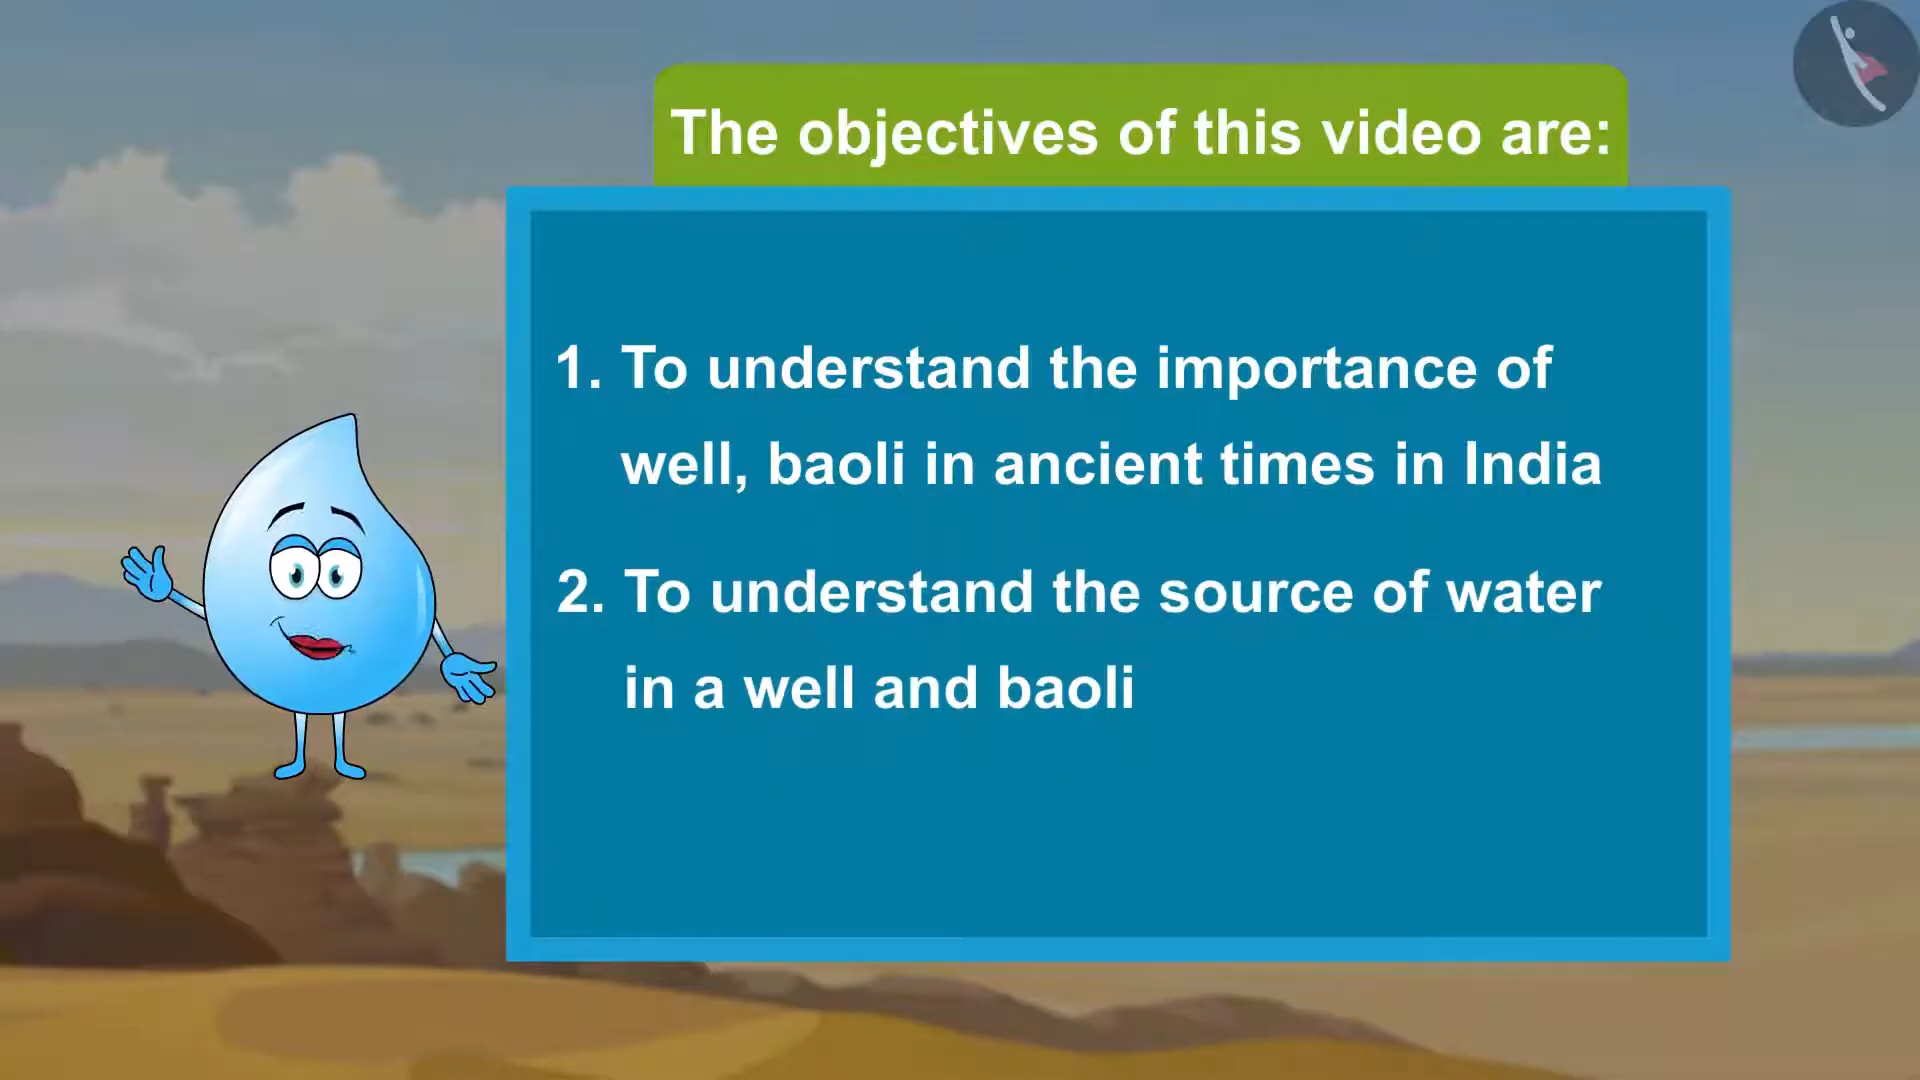 The objectives of this video are:
1. To understand the importance of
well, baoli in ancient times in India
2. To understand the source of water
in a well and baoli